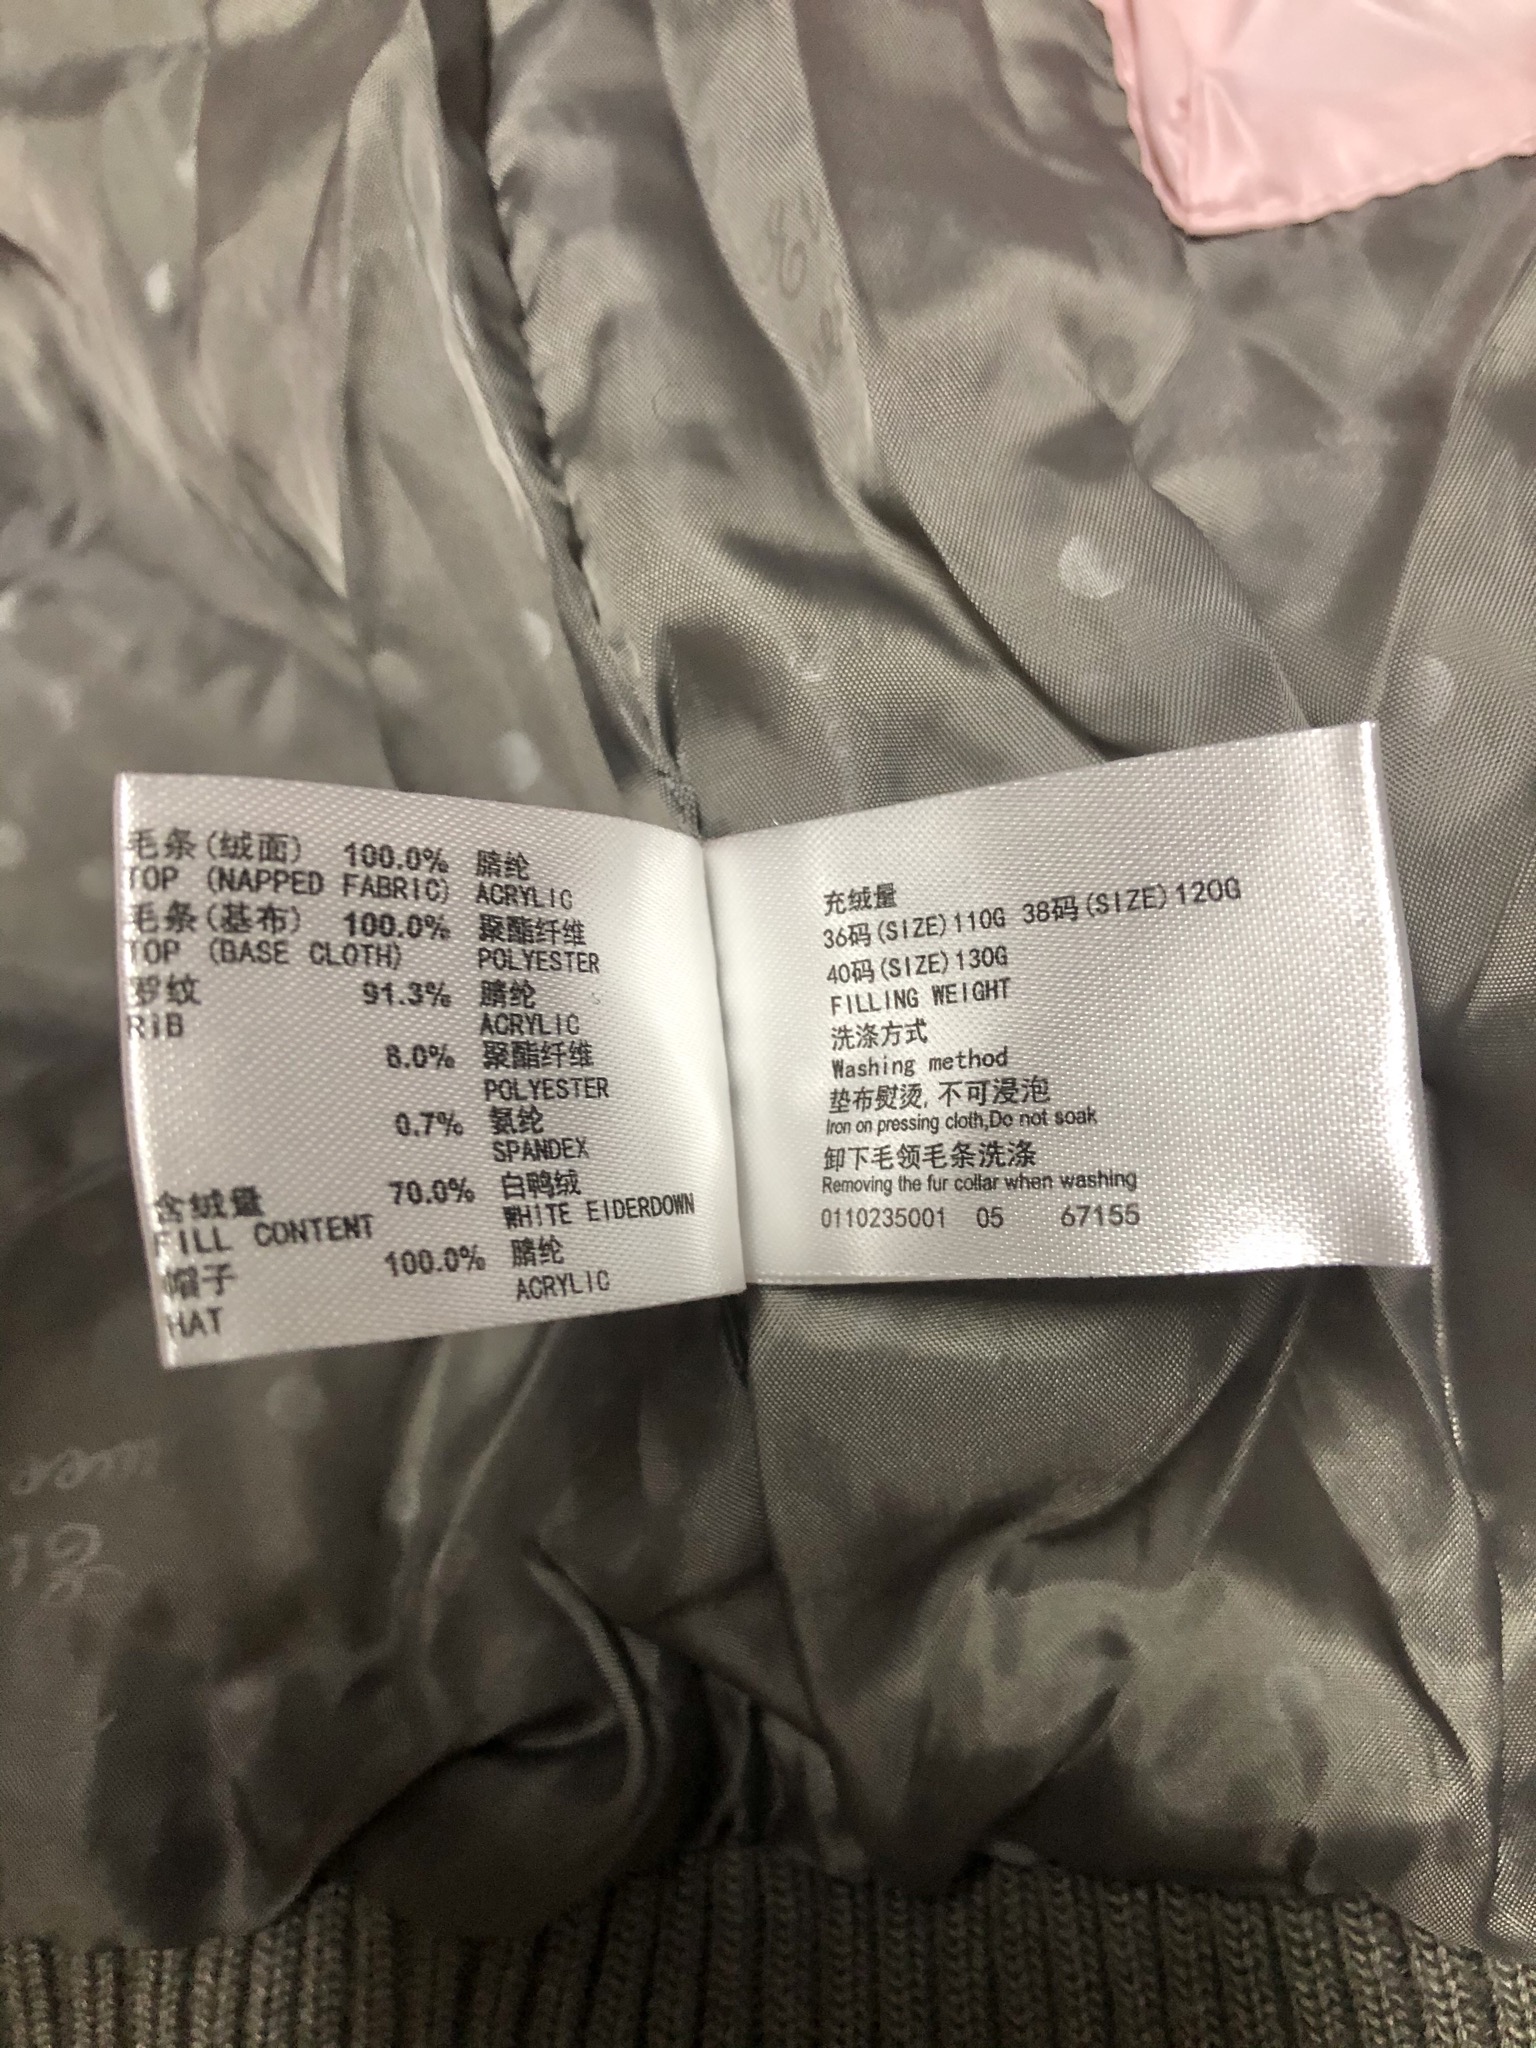 毛条(绒面) 100.0% 腈纶
TOP (NAPPED FABRIC) ACRYLIC
毛条(基布) 100.0% 聚酯纤维
TOP (BASE CLOTH) POLYESTER
罗纹 91.3% 腈纶
RIB ACRYLIC
8.0% 聚酯纤维
POLYESTER
0.7% 氨纶
SPANDEX
含绒量 70.0% 白鸭绒
FILL CONTENT WHITE EIDERDOWN
帽子 100.0% 腈纶
HAT ACRYLIC
充绒量
36码(SIZE)110G 38码(SIZE)120G
40码(SIZE)130G
FILLING WEIGHT
洗涤方式
Washing method
垫布熨烫,不可浸泡
Iron on pressing cloth,Do not soak
卸下毛领毛条洗涤
Removing the fur collar when washing
0110235001 05 67155